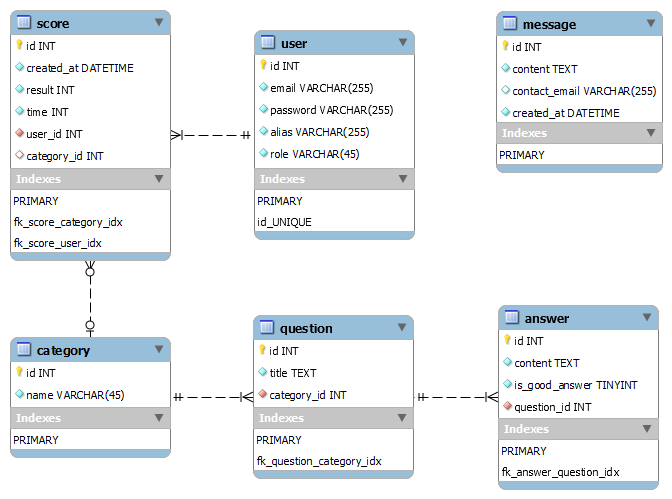 score
id INT
created_at DATETIME
result INT
time INT
user_id INT
category_id INT
Indexes
PRIMARY
fk_score_category_idx
fk_score_user_idx
user
id INT
email VARCHAR(255)
password VARCHAR(255)
alias VARCHAR(255)
role VARCHAR(45)
Indexes
PRIMARY
id_UNIQUE
message
id INT
content TEXT
contact_email VARCHAR(255)
created_at DATETIME
Indexes
PRIMARY
category
id INT
name VARCHAR(45)
Indexes
PRIMARY
question
id INT
title TEXT
category_id INT
Indexes
PRIMARY
fk_question_category_idx
answer
id INT
content TEXT
is_good_answer TINYINT
question_id INT
Indexes
PRIMARY
fk_answer_question_idx